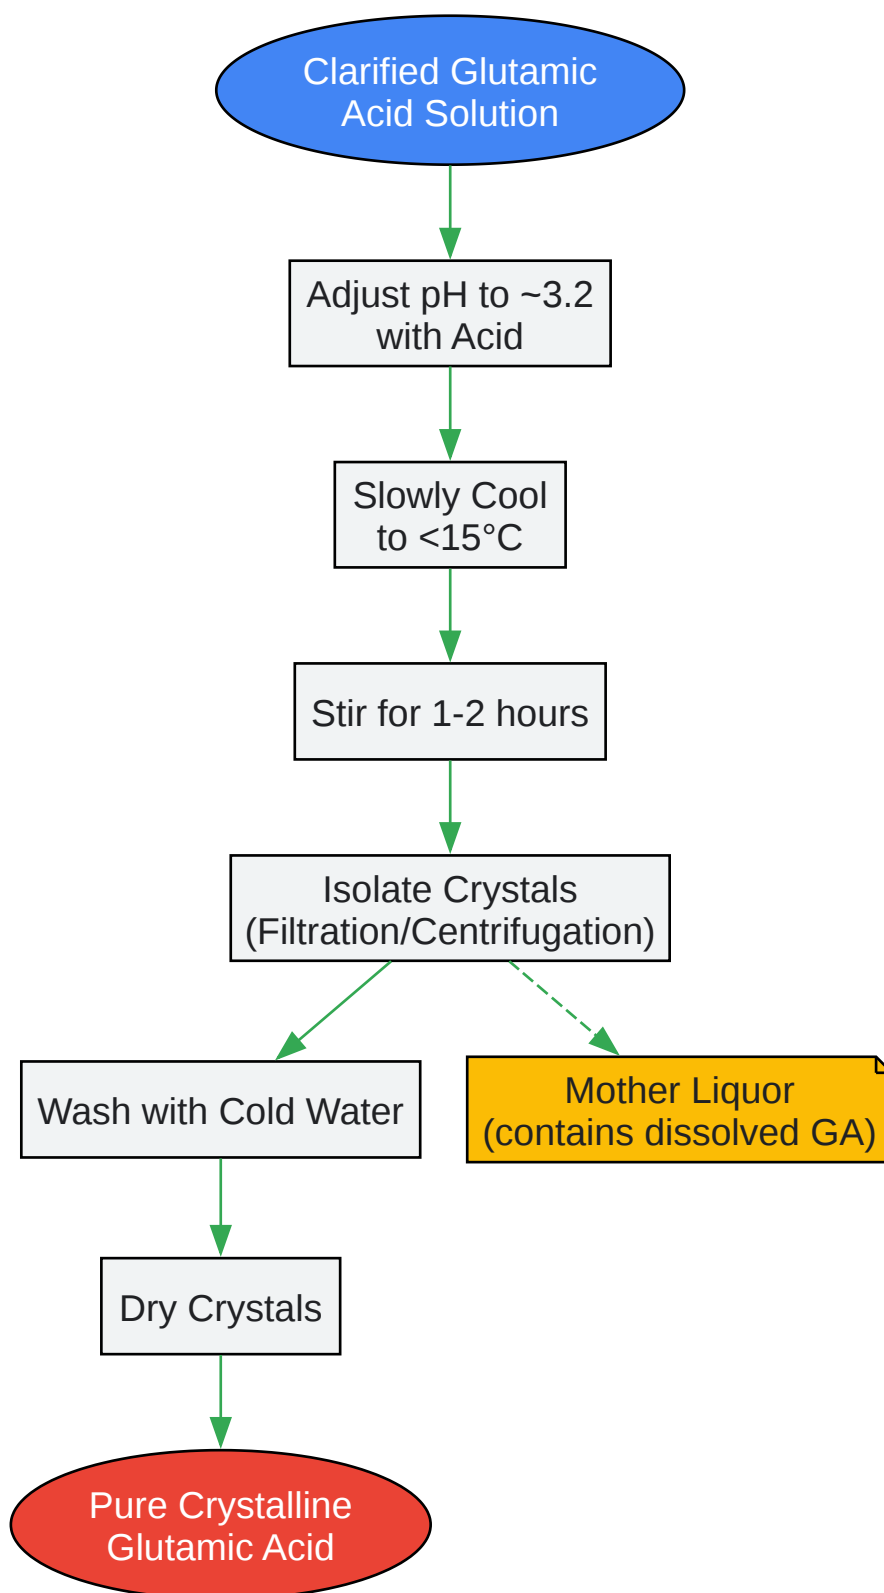 Clarified Glutamic
Acid Solution
Adjust pH to ~3.2
with Acid
Slowly Cool
to <15°C
Stir for 1-2 hours
Isolate Crystals
(Filtration/Centrifugation)
Wash with Cold Water
Mother Liquor
(contains dissolved GA)
Dry Crystals
Pure Crystalline
Glutamic Acid